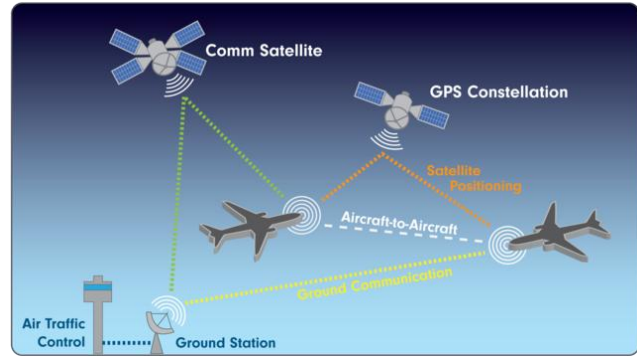 Comm Satellite
GPS Constellation
Satellite
Positioning
Aircraft-to-Aircraft
Ground Communication
Air Traffic
Control
Ground Station